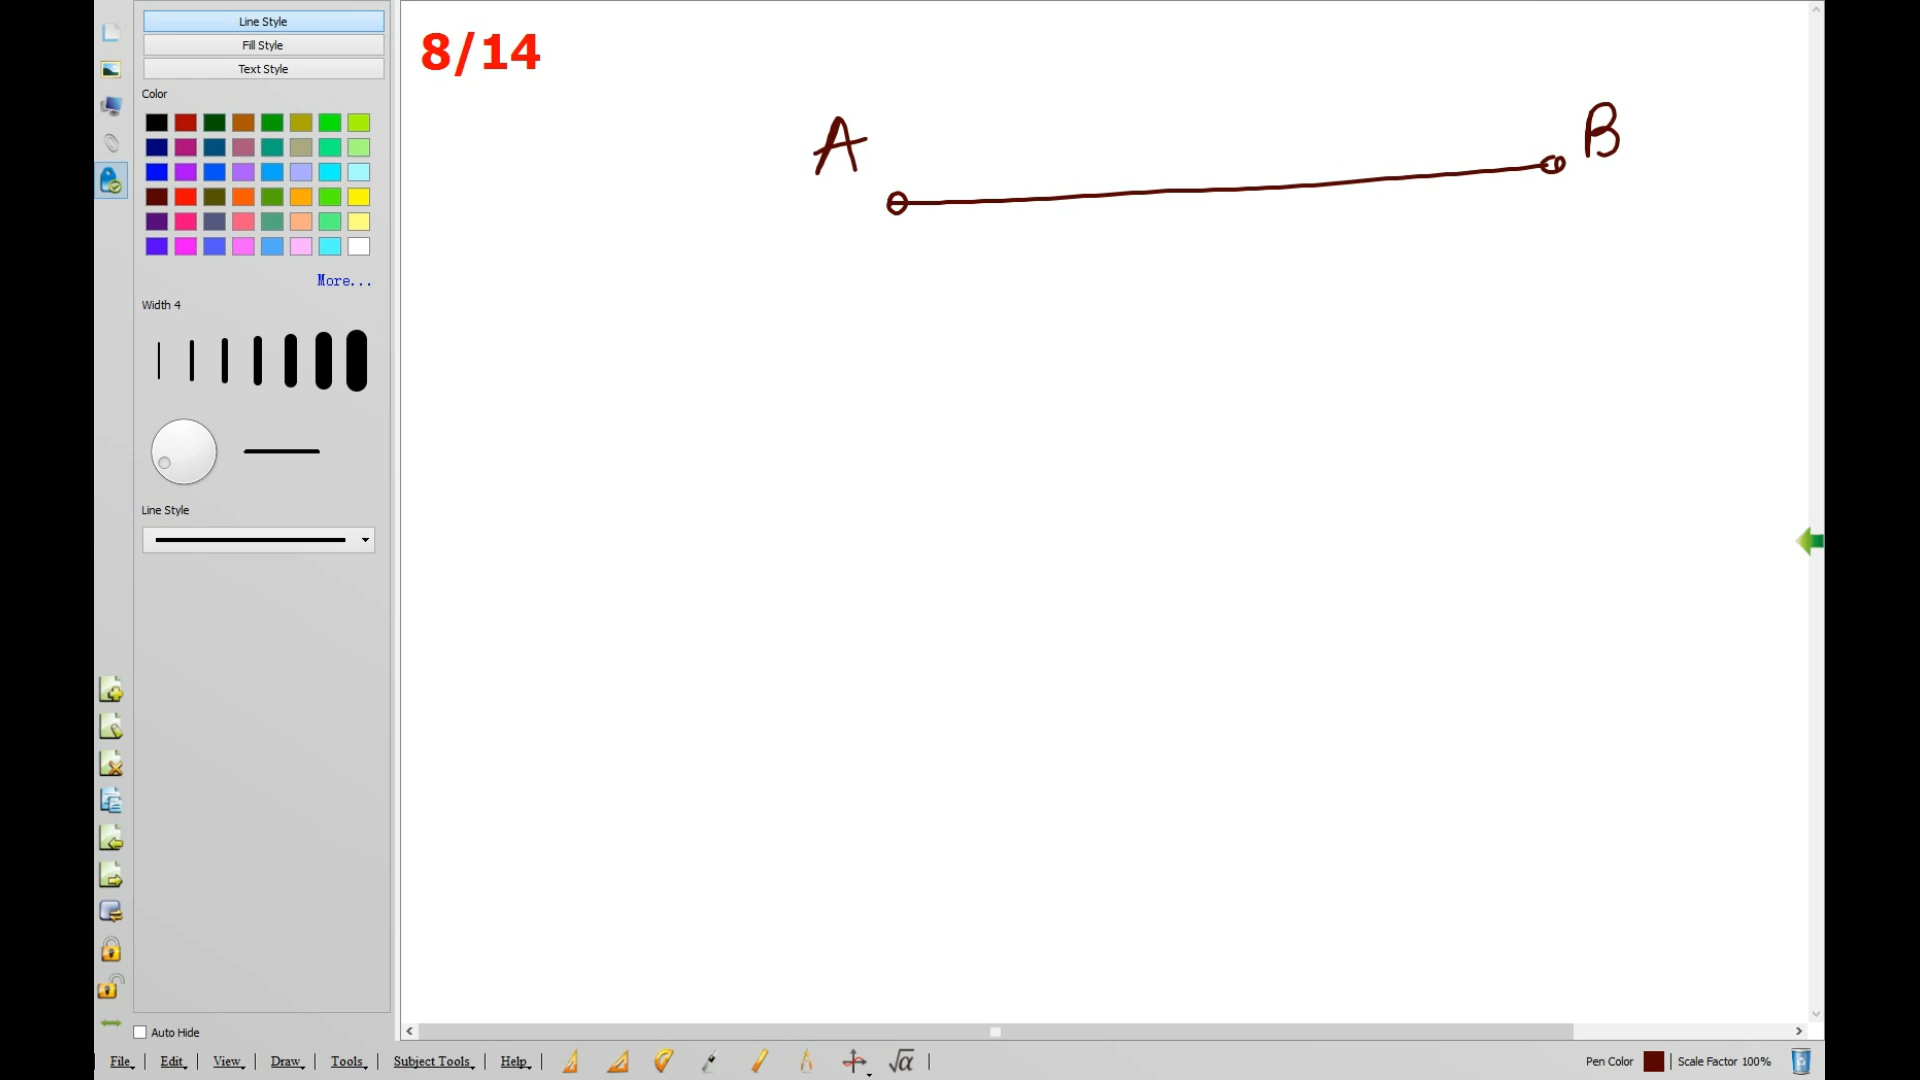 Line Style
Fill Style
Text Style
Color
More...
Width 4
Line Style
Auto Hide
8/14
A
B
File
Edit
View
Draw
Tools
Subject Tools
Help
√α
Pen Color
Scale Factor 100%